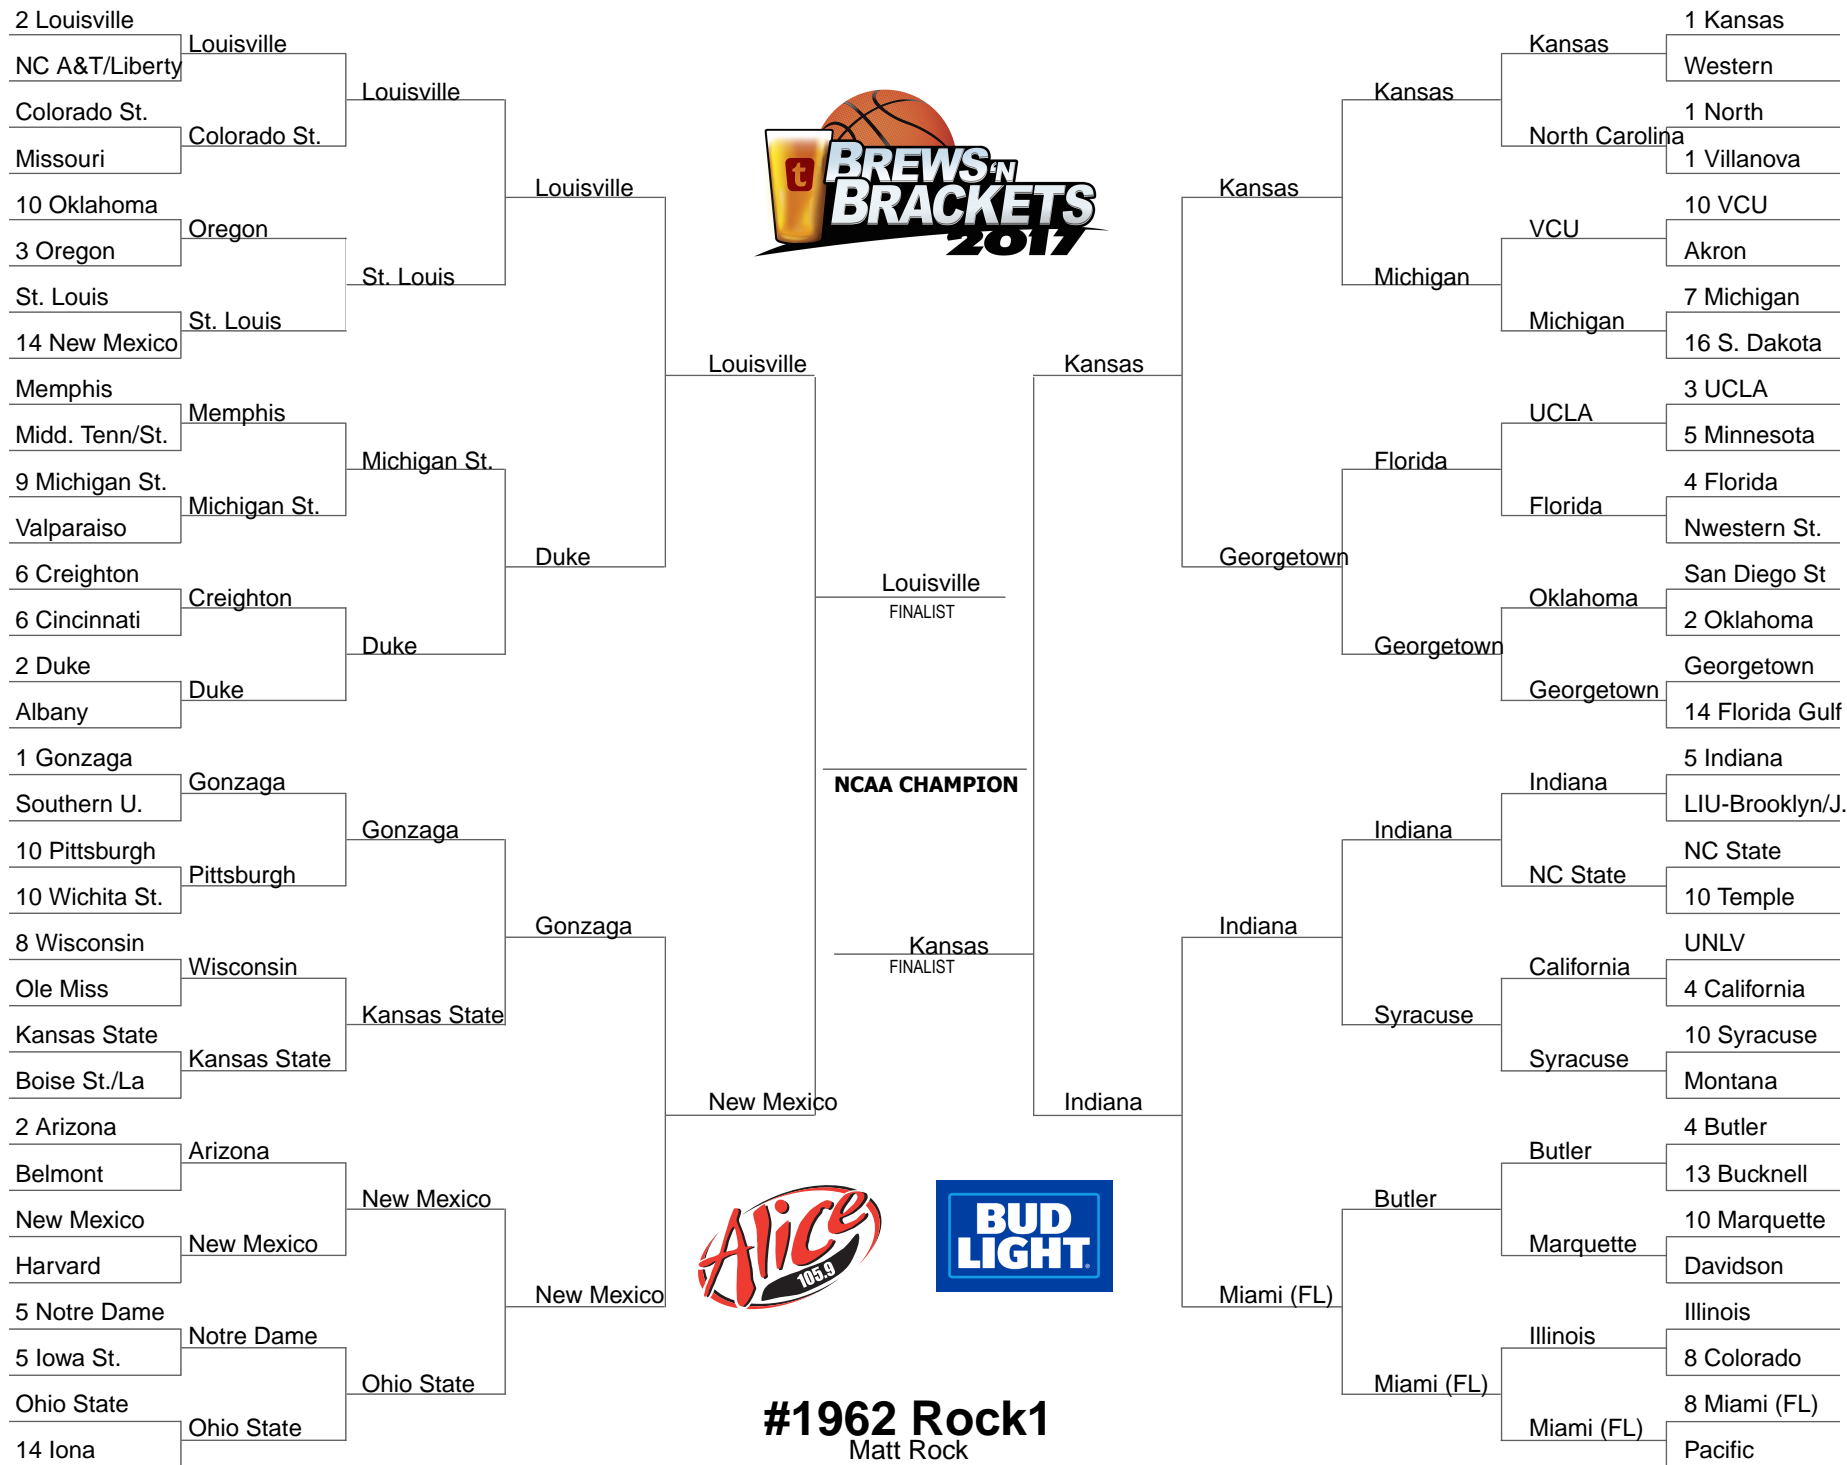 2 Louisville
NC A&T/Liberty
Colorado St.
Missouri
10 Oklahoma
3 Oregon
St. Louis
14 New Mexico
Memphis
Midd. Tenn/St.
9 Michigan St.
Valparaiso
6 Creighton
6 Cincinnati
2 Duke
Albany
1 Gonzaga
Southern U.
10 Pittsburgh
10 Wichita St.
8 Wisconsin
Ole Miss
Kansas State
Boise St./La
2 Arizona
Belmont
New Mexico
Harvard
5 Notre Dame
5 Iowa St.
Ohio State
14 Iona
Louisville
Colorado St.
Oregon
St. Louis
Memphis
Michigan St.
Creighton
Duke
Gonzaga
Pittsburgh
Wisconsin
Kansas State
Arizona
New Mexico
Notre Dame
Ohio State
Louisville
St. Louis
Michigan St.
Duke
Gonzaga
Kansas State
New Mexico
Ohio State
Louisville
Duke
Gonzaga
New Mexico
Louisville
New Mexico
t
BREWS 'N
BRACKETS
2017
Louisville
FINALIST
NCAA CHAMPION
Kansas
FINALIST
Alice
105.9
BUD
LIGHT
#1962 Rock1
Matt Rock
Kansas
Indiana
Kansas
Georgetown
Indiana
Miami (FL)
Kansas
Michigan
Florida
Georgetown
Indiana
Syracuse
Butler
Miami (FL)
Kansas
North Carolina
VCU
Michigan
UCLA
Florida
Oklahoma
Georgetown
Indiana
NC State
California
Syracuse
Butler
Marquette
Illinois
Miami (FL)
1 Kansas
Western
1 North
1 Villanova
10 VCU
Akron
7 Michigan
16 S. Dakota
3 UCLA
5 Minnesota
4 Florida
Nwestern St.
San Diego St
2 Oklahoma
Georgetown
14 Florida Gulf
5 Indiana
LIU-Brooklyn/J.
NC State
10 Temple
UNLV
4 California
10 Syracuse
Montana
4 Butler
13 Bucknell
10 Marquette
Davidson
Illinois
8 Colorado
8 Miami (FL)
Pacific